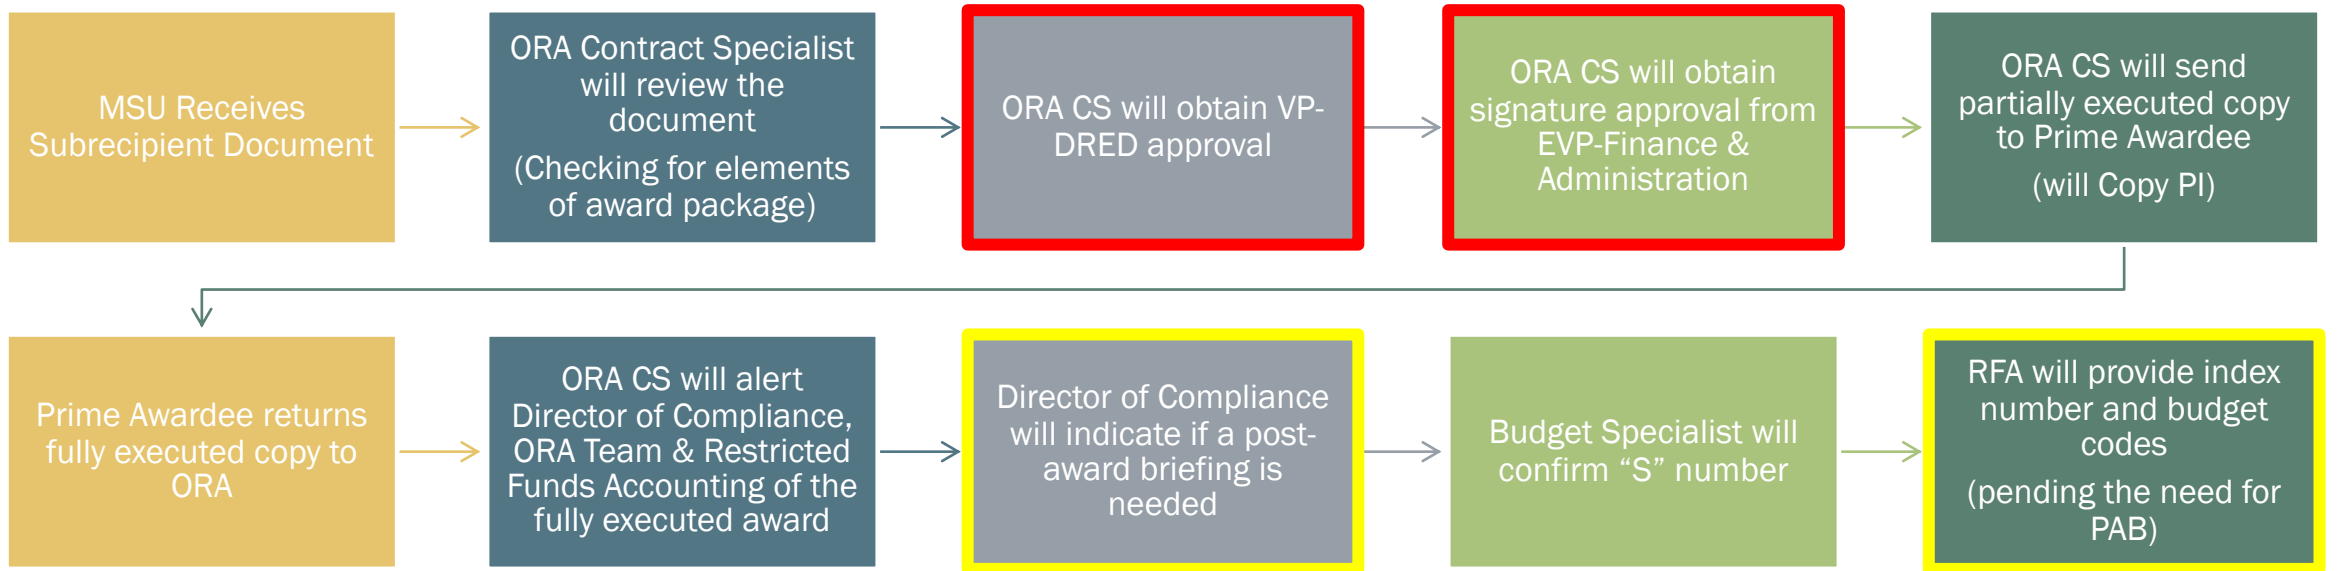 MSU Receives
Subrecipient Document
ORA Contract Specialist
will review the
document
(Checking for elements
of award package)
ORA CS will obtain VP-
DRED approval
ORA CS will obtain
signature approval from
EVP-Finance &
Administration
ORA CS will send
partially executed copy
to Prime Awardee
(will Copy PI)
Prime Awardee returns
fully executed copy to
ORA
ORA CS will alert
Director of Compliance,
ORA Team & Restricted
Funds Accounting of the
fully executed award
Director of Compliance
will indicate if a post-
award briefing is
needed
Budget Specialist will
confirm “S” number
RFA will provide index
number and budget
codes
(pending the need for
PAB)